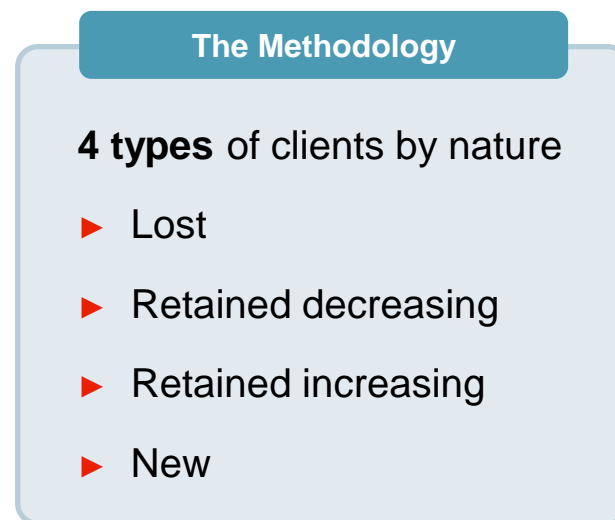 The Methodology
4 types of clients by nature
► Lost
► Retained decreasing
► Retained increasing
► New